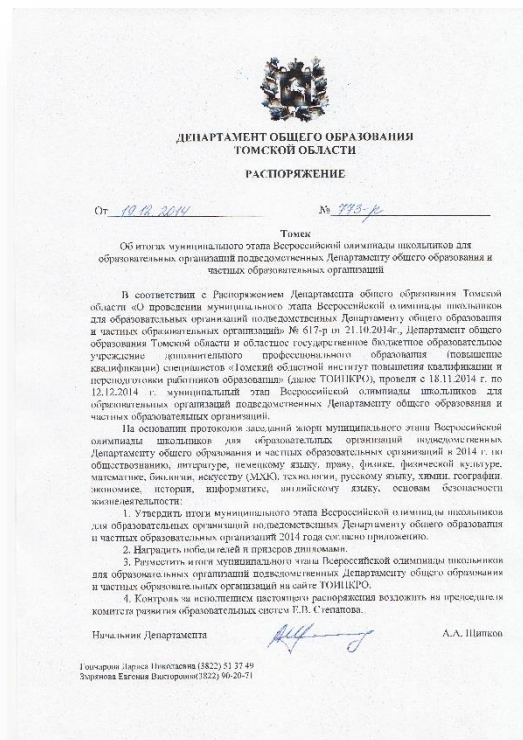 ДЕПАРТАМЕНТ ОБЩЕГО ОБРАЗОВАНИЯ
ТОМСКОЙ ОБЛАСТИ
РАСПОРЯЖЕНИЕ
От 19.12.2014 № 773-р
Томск
Об итогах муниципального этапа Всероссийской олимпиады школьников для
образовательных организаций подведомственных Департаменту общего образования и
частных образовательных организаций
В соответствии с Распоряжением Департамента общего образования Томской
области «О проведении муниципального этапа Всероссийской олимпиады школьников
для образовательных организаций подведомственных Департаменту общего образования
и частных образовательных организаций» № 617-р от 21.10.2014г., Департамент общего
образования Томской области и областное государственное бюджетное образовательное
учреждение дополнительного профессионального образования (повышение
квалификации) специалистов «Томский областной институт повышения квалификации и
переподготовки работников образования» (далее ТОИПКРО), провели с 18.11.2014 г. по
12.12.2014 г. муниципальный этап Всероссийской олимпиады школьников для
образовательных организаций подведомственных Департаменту общего образования и
частных образовательных организаций.
На основании протоколов заседаний жюри муниципального этапа Всероссийской
олимпиады школьников для образовательных организаций подведомственных
Департаменту общего образования и частных образовательных организаций в 2014 г. по
обществознанию, литературе, немецкому языку, праву, физике, физической культуре,
математике, биологии, искусству (МХК), технологии, русскому языку, химии, географии,
экономике, истории, информатике, английскому языку, основам безопасности
жизнедеятельности:
1. Утвердить итоги муниципального этапа Всероссийской олимпиады школьников
для образовательных организаций подведомственных Департаменту общего образования
и частных образовательных организаций 2014 года согласно приложению.
2. Наградить победителей и призеров дипломами.
3. Разместить итоги муниципального этапа Всероссийской олимпиады школьников
для образовательных организаций подведомственных Департаменту общего образования
и частных образовательных организаций на сайте ТОИПКРО.
4. Контроль за исполнением настоящего распоряжения возложить на председателя
комитета развития образовательных систем Е.В. Степанова.
Начальник Департамента А.А. Щипков
Гончарова Лариса Николаевна (3822) 51 37 49
Зырянова Евгения Викторовна(3822) 90-20-71